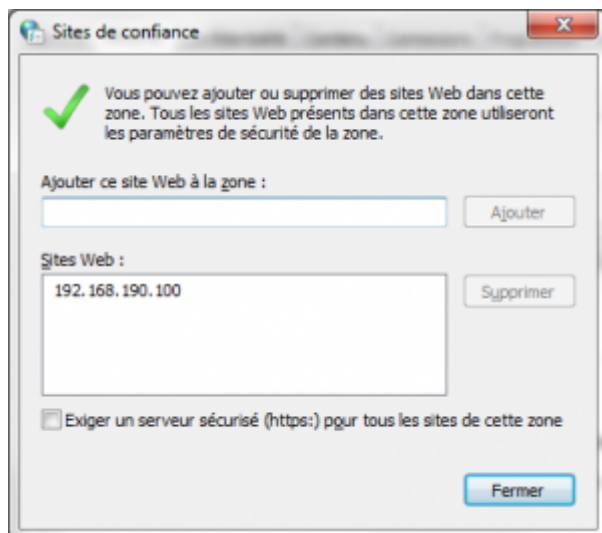 Sites de confiance
Vous pouvez ajouter ou supprimer des sites Web dans cette
zone. Tous les sites Web présents dans cette zone utiliseront
les paramètres de sécurité de la zone.
Ajouter ce site Web à la zone :
Ajouter
Sites Web :
192.168.190.100
Supprimer
Exiger un serveur sécurisé (https:) pour tous les sites de cette zone
Fermer